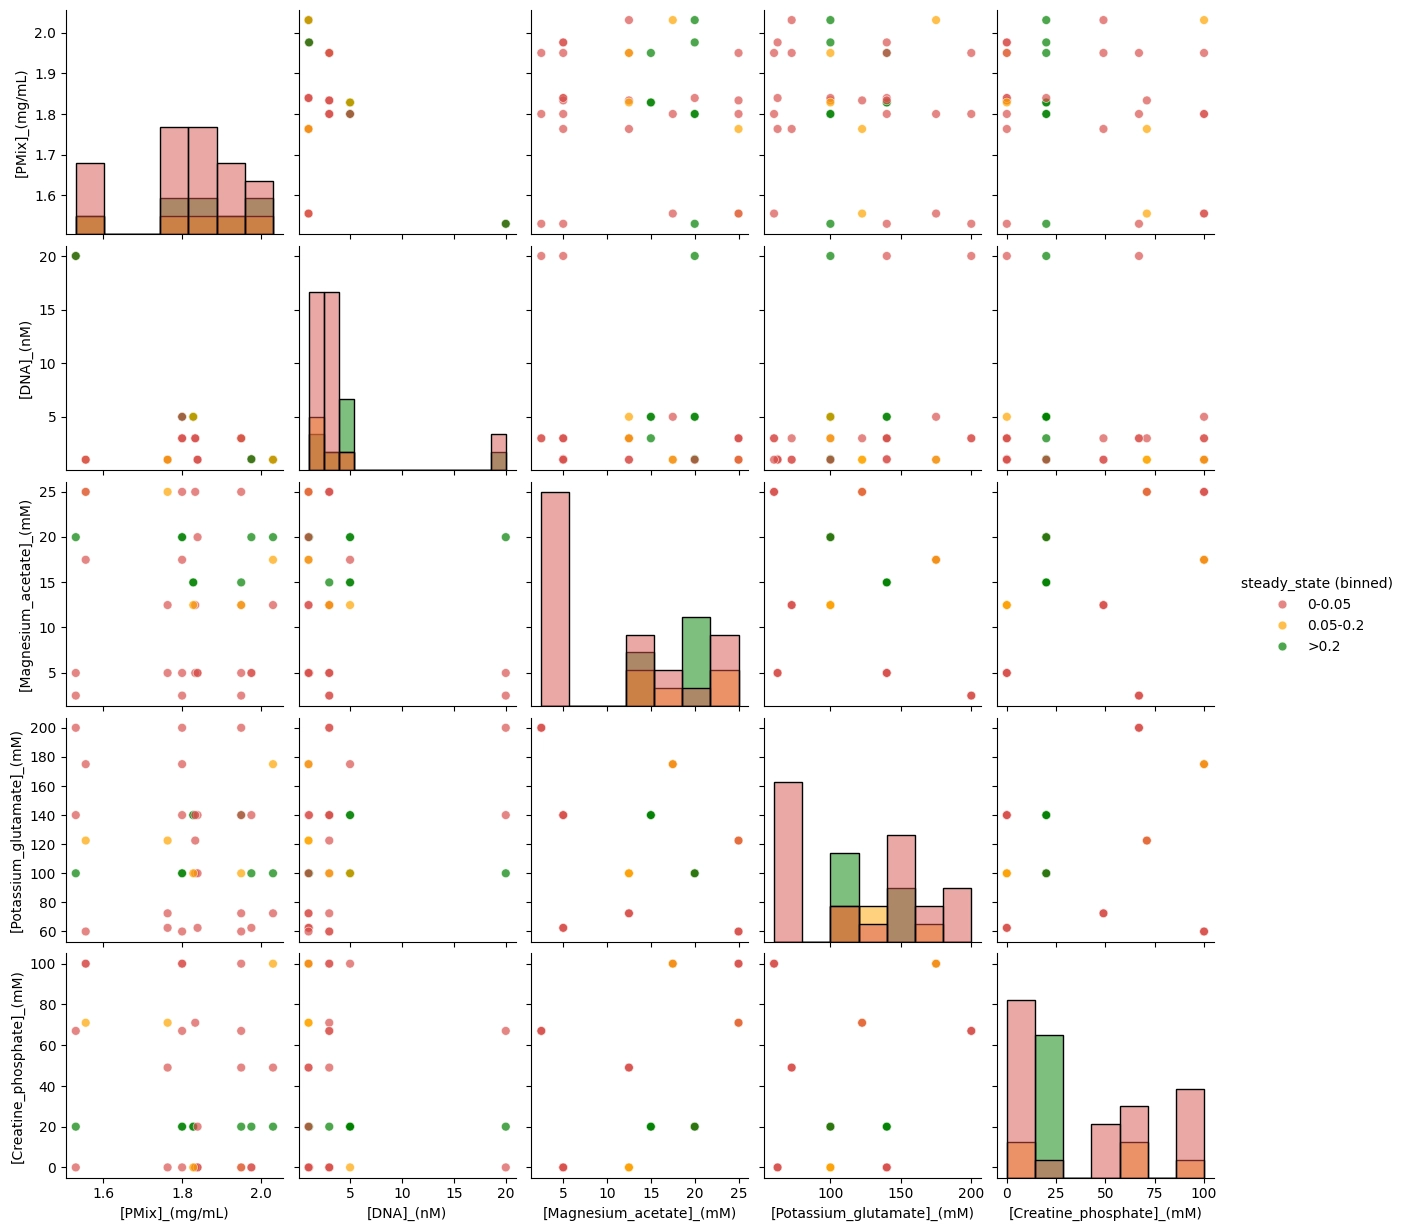 [PMix]_(mg/mL)
2.0
1.9
1.8
1.7
1.6
[DNA]_(nM)
20
15
10
5
[Magnesium_acetate]_(mM)
25
20
15
10
5
steady_state (binned)
0-0.05
0.05-0.2
>0.2
[Potassium_glutamate]_(mM)
200
180
160
140
120
100
80
60
[Creatine_phosphate]_(mM)
100
80
60
40
20
0
1.6 1.8 2.0
5 10 15 20
5 10 15 20 25
100 150 200
0 25 50 75 100
[PMix]_(mg/mL)
[DNA]_(nM)
[Magnesium_acetate]_(mM)
[Potassium_glutamate]_(mM)
[Creatine_phosphate]_(mM)